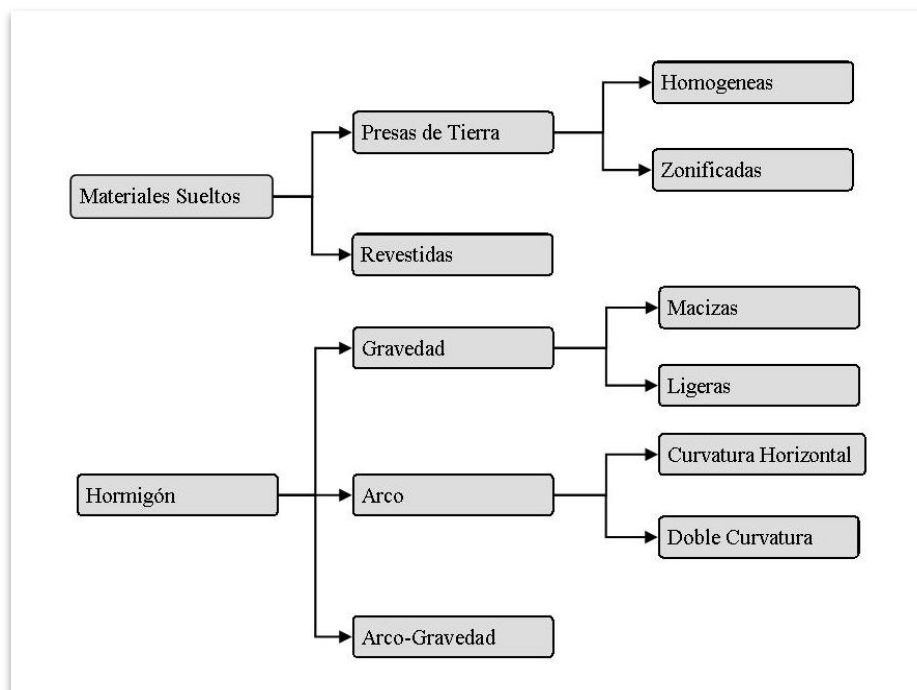 Materiales Sueltos
Presas de Tierra
Homogeneas
Zonificadas
Revestidas
Hormigón
Gravedad
Macizas
Ligeras
Arco
Curvatura Horizontal
Doble Curvatura
Arco-Gravedad